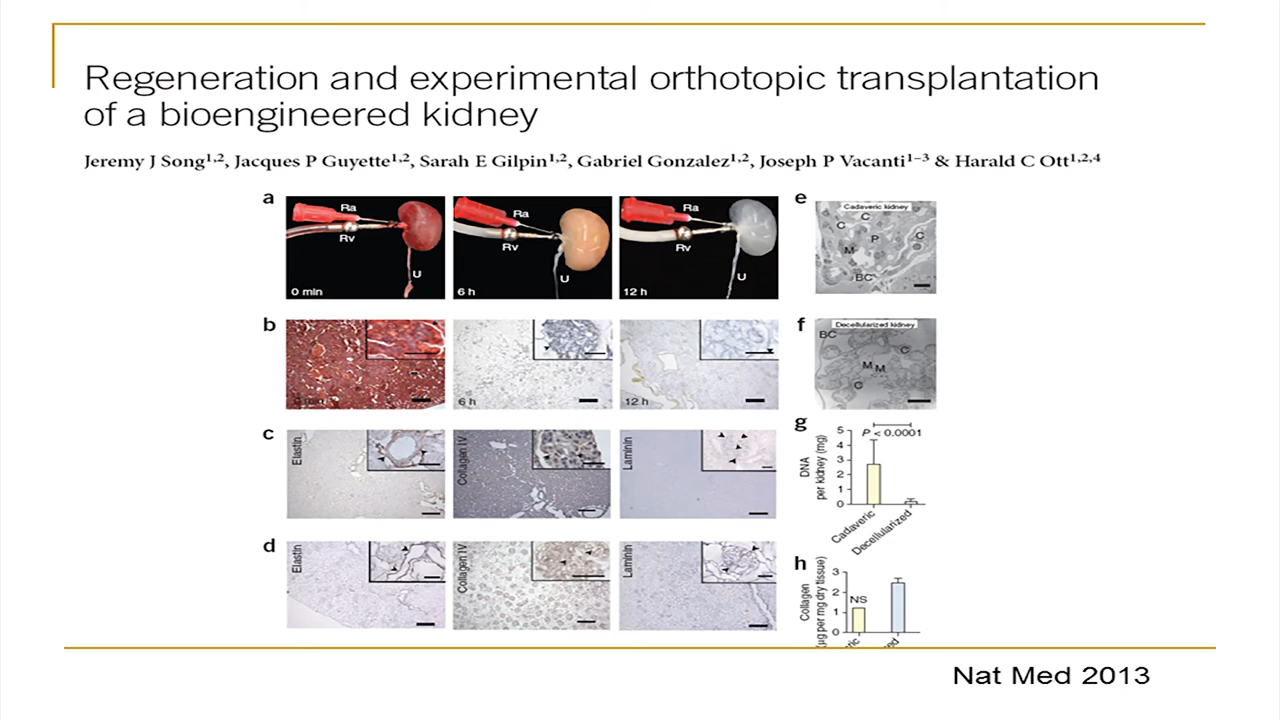 Regeneration and experimental orthotopic transplantation
of a bioengineered kidney
Jeremy J Song1,2, Jacques P Guyette1,2, Sarah E Gilpin1,2, Gabriel Gonzalez1,2, Joseph P Vacanti1–3 & Harald C Ott1,2,4
a
Ra
Rv
U
0 min
Ra
Rv
U
6 h
Ra
Rv
U
12 h
b
6 h
12 h
c
Elastin
Collagen IV
Laminin
d
Elastin
Collagen IV
Laminin
e
Cadaveric kidney
C
C
P
C
M
BC
f
Decellularized kidney
BC
C
M
M
C
g
P < 0.0001
DNA
per kidney (mg)
5
4
3
2
1
0
Cadaveric
Decellularized
h
Collagen
(µg per mg dry tissue)
3
2
1
0
NS
Nat Med 2013